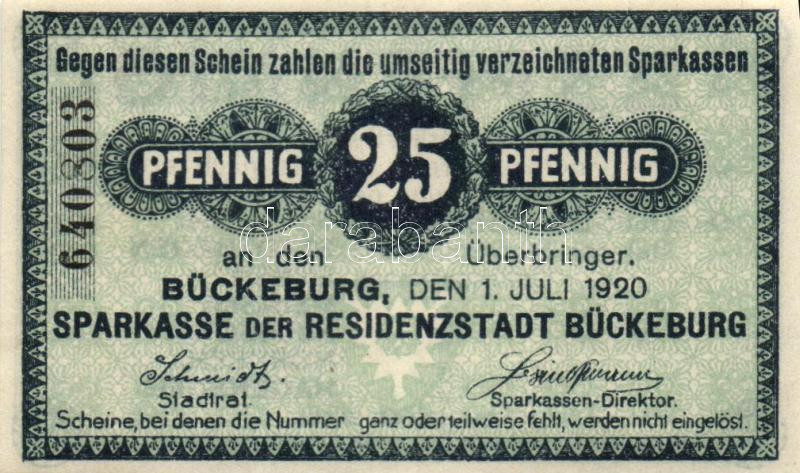 Gegen diesen Schein zahlen die umseitig verzeichneten Sparkassen
640803
PFENNIG 25 PFENNIG
darabanth
an den Überbringer.
BÜCKEBURG, DEN 1. JULI 1920
SPARKASSE DER RESIDENZSTADT BÜCKEBURG
Schmidt.
Stadtrat. Sparkassen-Direktor.
Scheine, bei denen die Nummer ganz oder teilweise fehlt, werden nicht eingelöst.